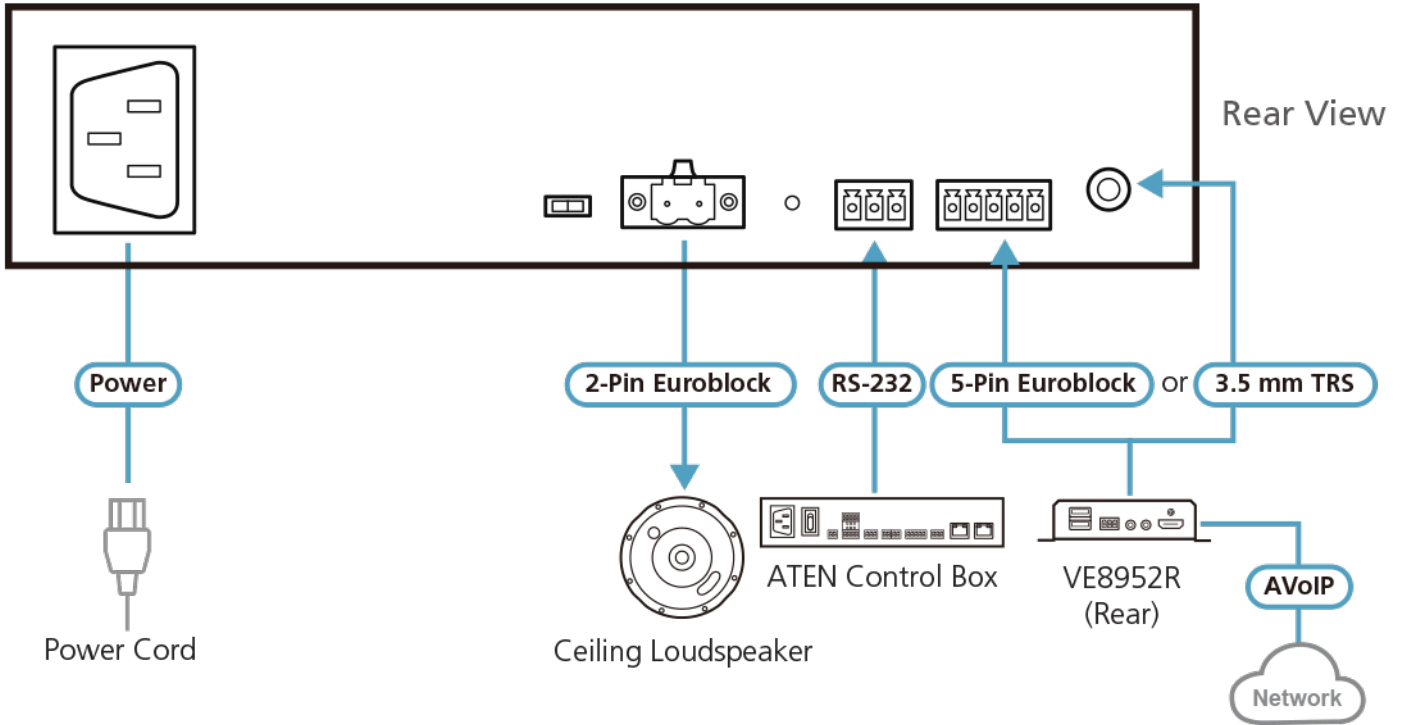 Rear View
Power
2-Pin Euroblock
RS-232
5-Pin Euroblock or 3.5 mm TRS
Power Cord
Ceiling Loudspeaker
ATEN Control Box
VE8952R
(Rear)
AVoIP
Network